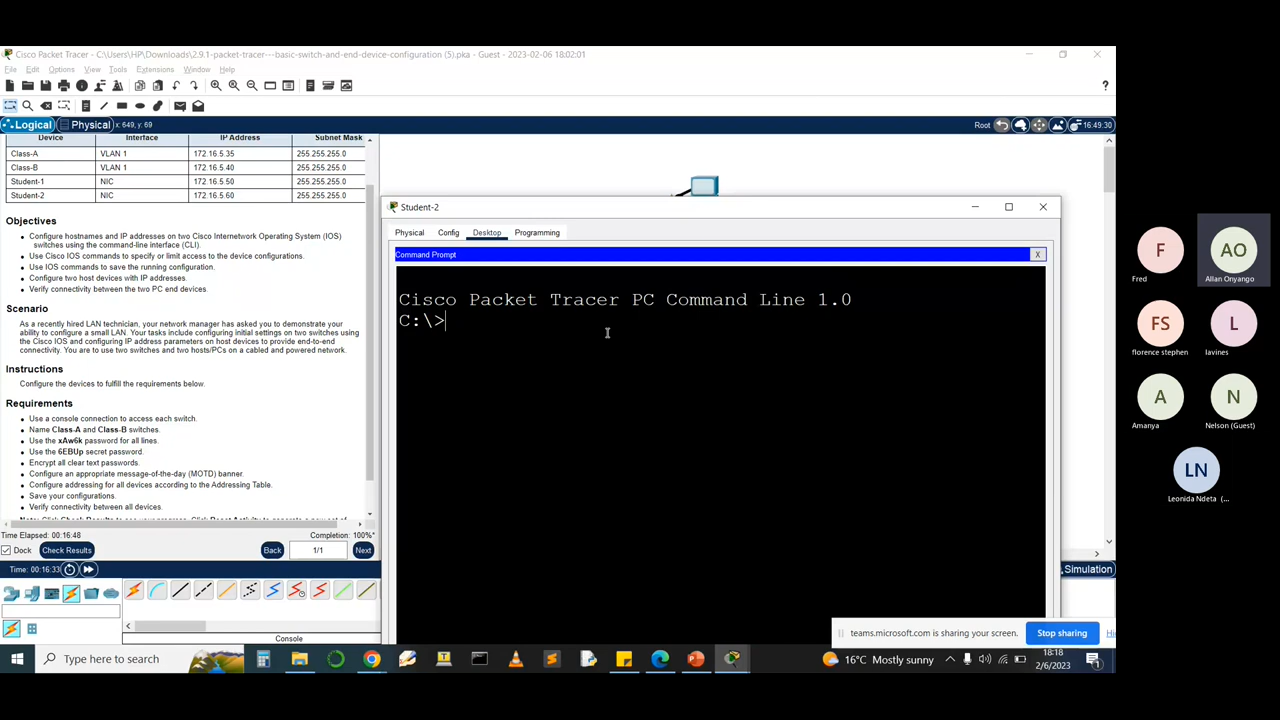 Cisco Packet Tracer - C:\Users\HP\Downloads\2.9.1-packet-tracer---basic-switch-and-end-device-configuration (5).pka - Guest - 2023-02-06 18:02:01
File Edit Options View Tools Extensions Window Help
?
Logical Physical x: 649, y: 69 Root 16:49:30
Device Interface IP Address Subnet Mask
Class-A VLAN 1 172.16.5.35 255.255.255.0
Class-B VLAN 1 172.16.5.40 255.255.255.0
Student-1 NIC 172.16.5.50 255.255.255.0
Student-2 NIC 172.16.5.60 255.255.255.0
Objectives
Configure hostnames and IP addresses on two Cisco Internetwork Operating System (IOS)
switches using the command-line interface (CLI).
Use Cisco IOS commands to specify or limit access to the device configurations.
Use IOS commands to save the running configuration.
Configure two host devices with IP addresses.
Verify connectivity between the two PC end devices.
Scenario
As a recently hired LAN technician, your network manager has asked you to demonstrate your
ability to configure a small LAN. Your tasks include configuring initial settings on two switches
using the Cisco IOS and configuring IP address parameters on host devices to provide end-to-end
connectivity. You are to use two switches and two hosts/PCs on a cabled and powered network.
Instructions
Configure the devices to fulfill the requirements below.
Requirements
Use a console connection to access each switch.
Name Class-A and Class-B switches.
Use the xAw6k password for all lines.
Use the 6EBUp secret password.
Encrypt all clear text passwords.
Configure an appropriate message-of-the-day (MOTD) banner.
Configure addressing for all devices according to the Addressing Table.
Save your configurations.
Verify connectivity between all devices.
Time Elapsed: 00:16:48 Completion: 100%
Dock Check Results Back 1/1 Next
Time: 00:16:33
Console
Simulation
Student-2
Physical Config Desktop Programming
Command Prompt X
Cisco Packet Tracer PC Command Line 1.0
C:\>
F
Fred
AO
Allan Onyango
FS
florence stephen
L
lavines
A
Amanya
N
Nelson (Guest)
LN
Leonida Ndeta (...
teams.microsoft.com is sharing your screen. Stop sharing
Type here to search
16°C Mostly sunny
18:18
2/6/2023
1